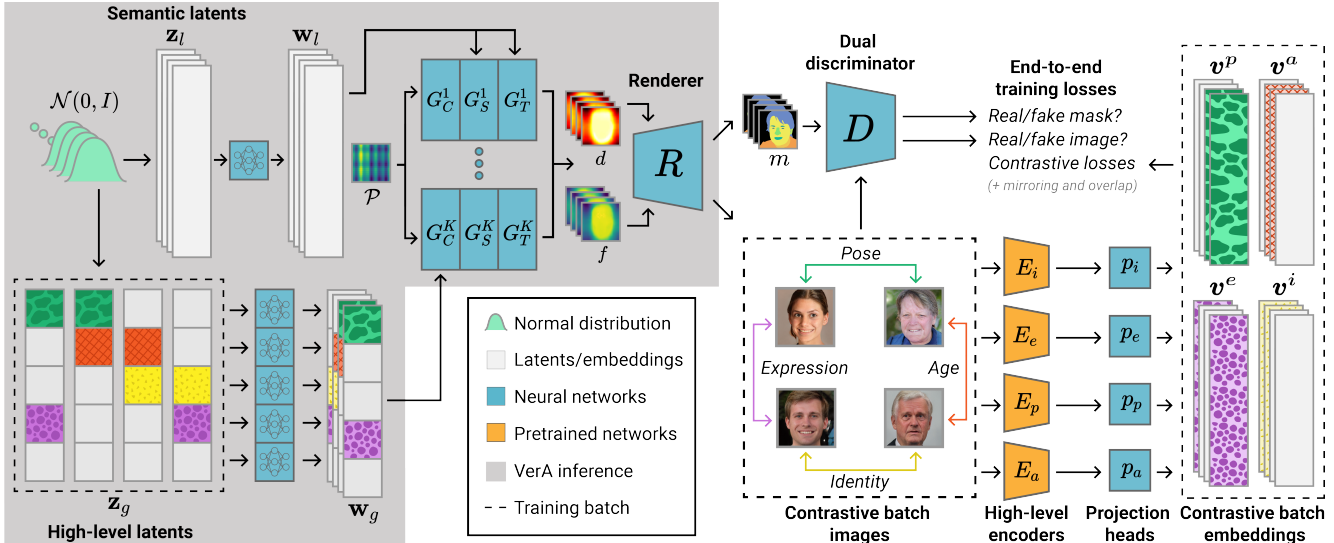 Semantic latents
z_l
w_l
N(0, I)
P
G_C^1 G_S^1 G_T^1
G_C^K G_S^K G_T^K
d
f
Renderer
R
m
Dual
discriminator
D
End-to-end
training losses
Real/fake mask?
Real/fake image?
Contrastive losses
(+ mirroring and overlap)
v^p v^a
v^e v^i
z_g
High-level latents
w_g
Normal distribution
Latents/embeddings
Neural networks
Pretrained networks
VerA inference
Training batch
Pose
Expression
Age
Identity
Contrastive batch
images
E_i
E_e
E_p
E_a
High-level
encoders
p_i
p_e
p_p
p_a
Projection
heads
Contrastive batch
embeddings